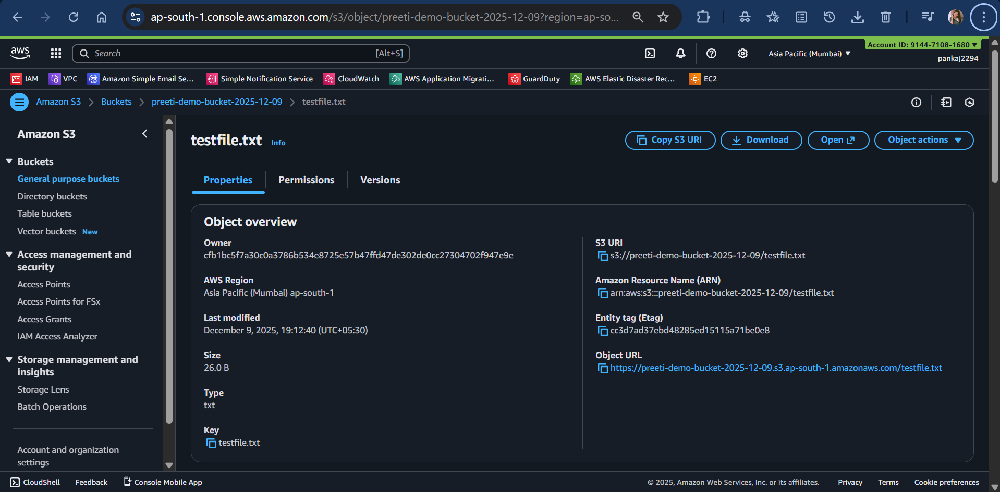 ap-south-1.console.aws.amazon.com/s3/object/preeti-demo-bucket-2025-12-09?region=ap-so...
aws
Search [Alt+S]
Asia Pacific (Mumbai)
Account ID: 9144-7108-1680
pankaj2294
IAM VPC Amazon Simple Email Se... Simple Notification Service CloudWatch AWS Application Migrati... GuardDuty AWS Elastic Disaster Rec... EC2
Amazon S3 Buckets preeti-demo-bucket-2025-12-09 testfile.txt
Amazon S3
Buckets
General purpose buckets
Directory buckets
Table buckets
Vector buckets New
Access management and
security
Access Points
Access Points for FSx
Access Grants
IAM Access Analyzer
Storage management and
insights
Storage Lens
Batch Operations
Account and organization
settings
testfile.txt Info
Copy S3 URI Download Open Object actions
Properties Permissions Versions
Object overview
Owner
cfb1bc5f7a30c0a3786b534e8725e57b47ffd47de302de0cc27304702f947e9e
AWS Region
Asia Pacific (Mumbai) ap-south-1
Last modified
December 9, 2025, 19:12:40 (UTC+05:30)
Size
26.0 B
Type
txt
Key
testfile.txt
S3 URI
s3://preeti-demo-bucket-2025-12-09/testfile.txt
Amazon Resource Name (ARN)
arn:aws:s3:::preeti-demo-bucket-2025-12-09/testfile.txt
Entity tag (Etag)
cc3d7ad37ebd48285ed15115a71be0e8
Object URL
https://preeti-demo-bucket-2025-12-09.s3.ap-south-1.amazonaws.com/testfile.txt
CloudShell Feedback Console Mobile App © 2025, Amazon Web Services, Inc. or its affiliates. Privacy Terms Cookie preferences